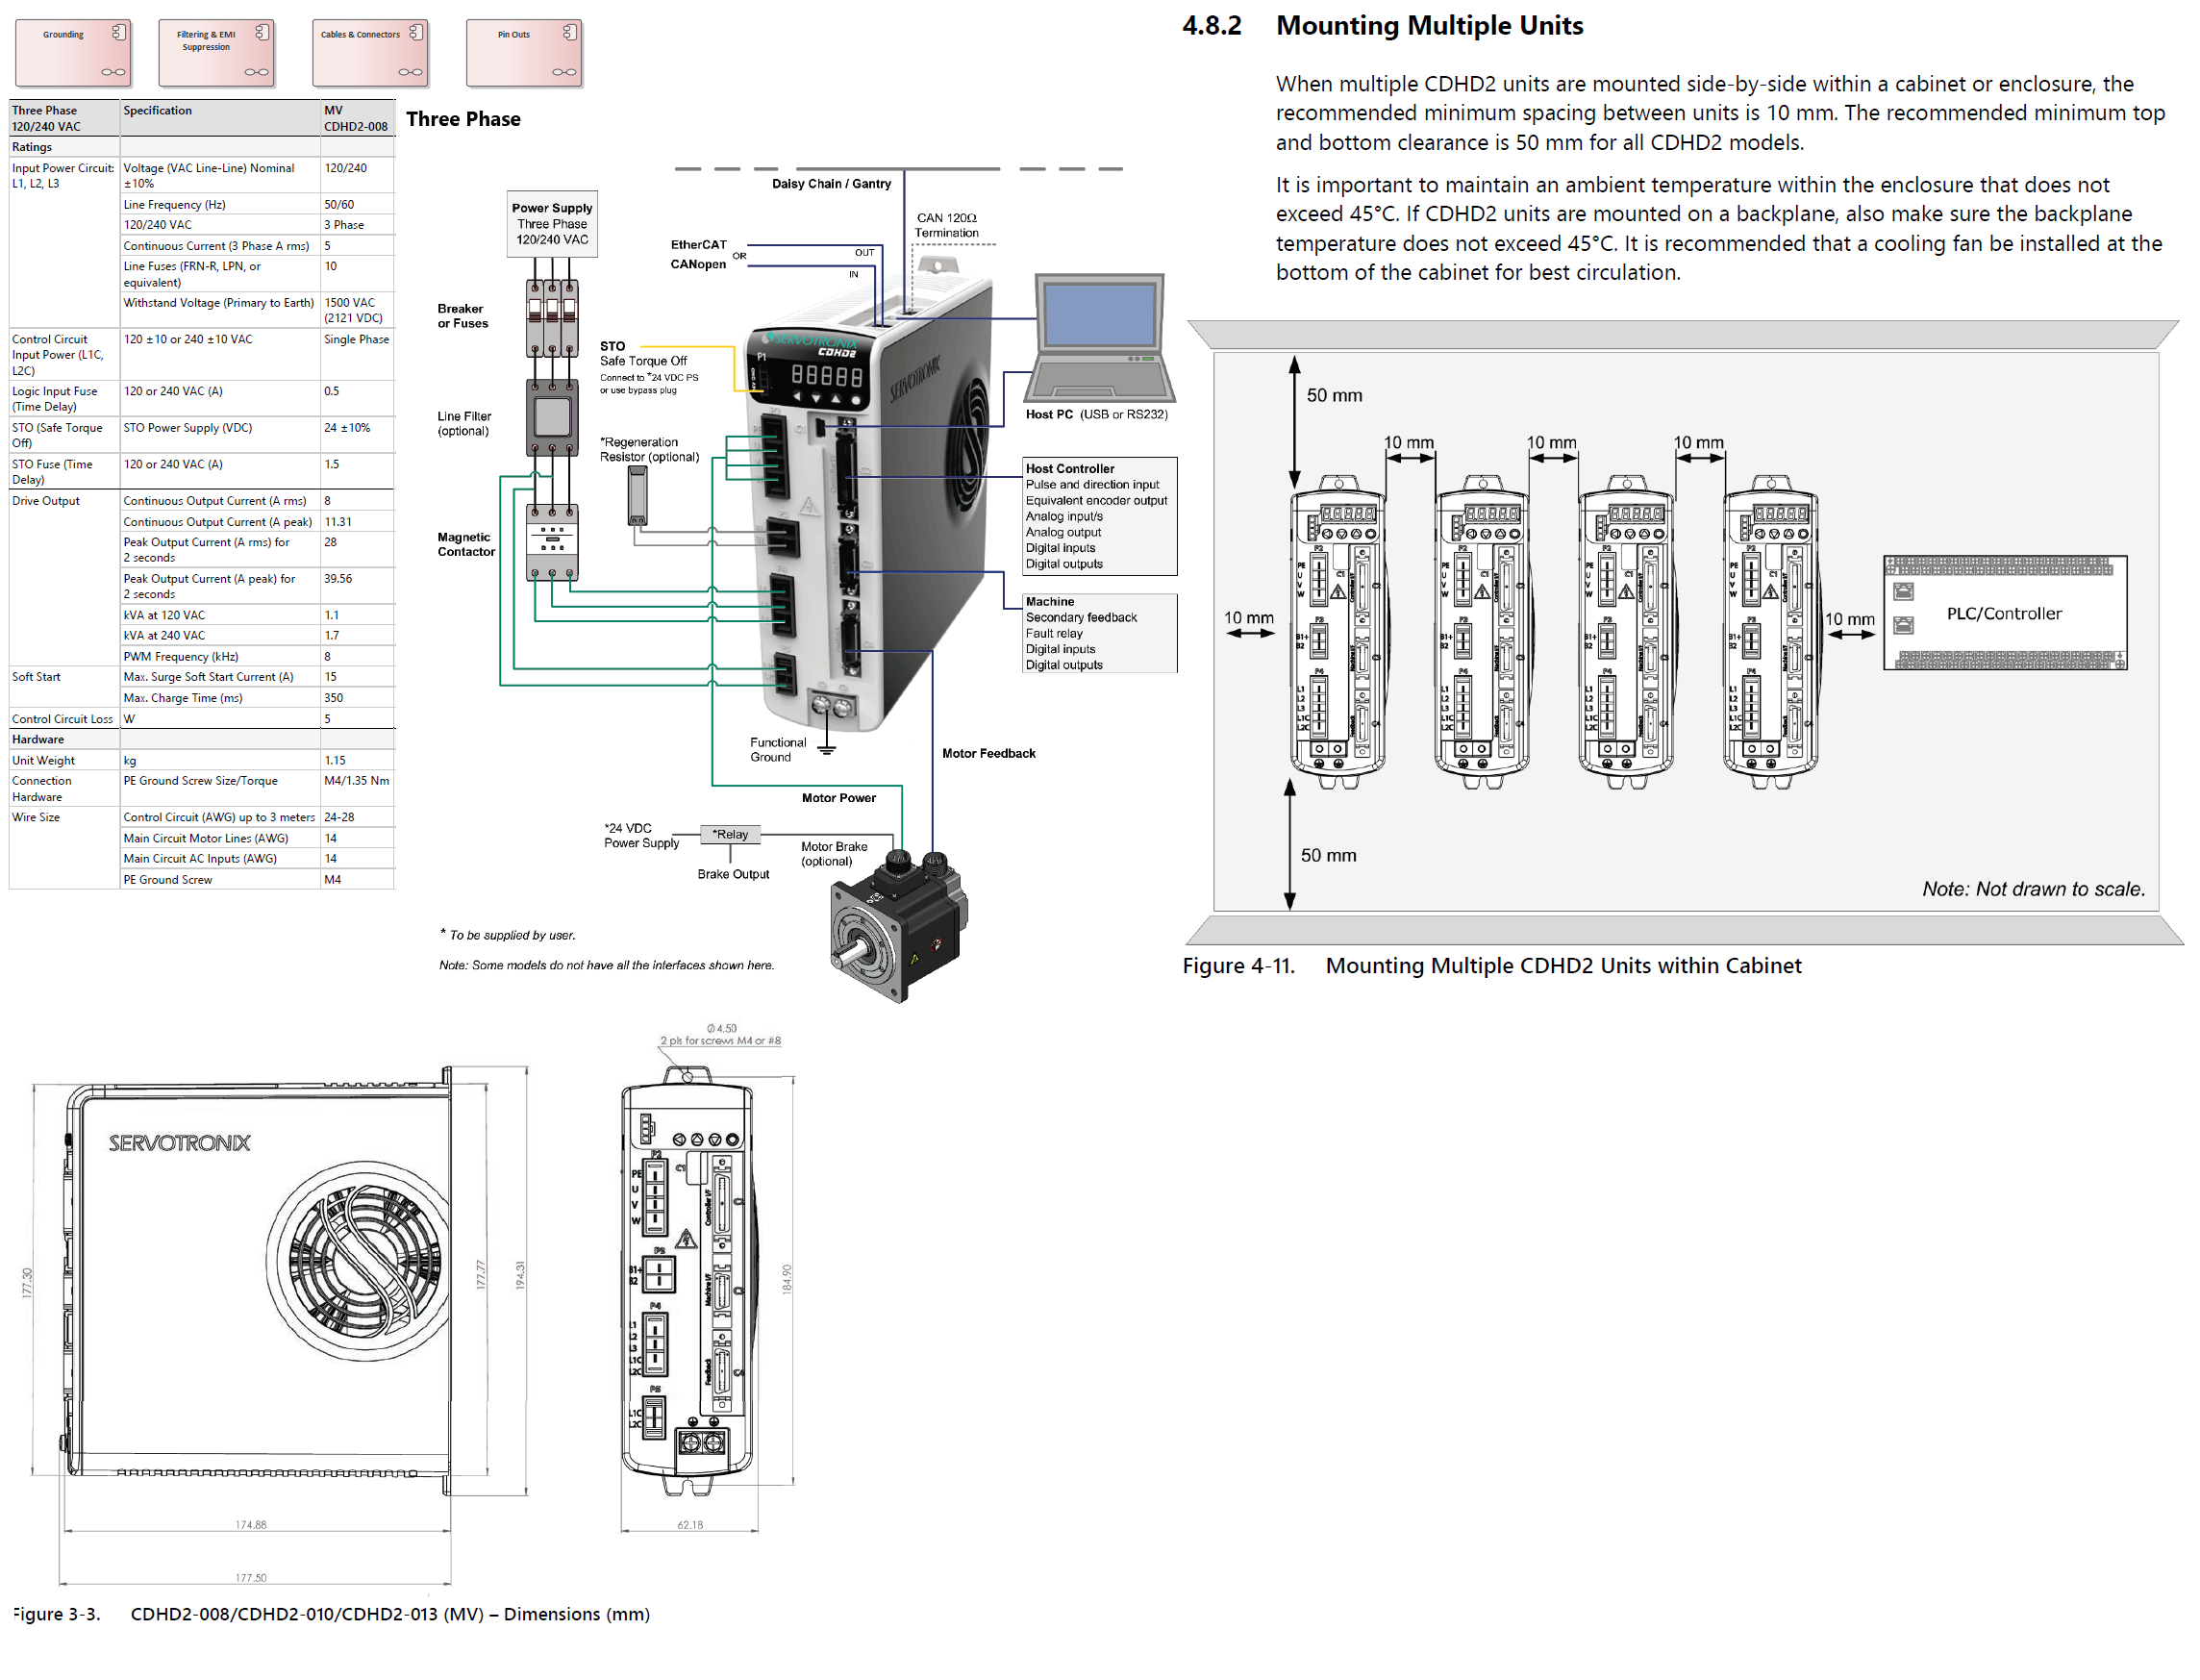 Grounding
Filtering & EMI
Suppression
Cables & Connectors
Pin Outs
Three Phase
120/240 VAC
Specification
MV
CDHD2-008
Ratings
Input Power Circuit:
L1, L2, L3
Voltage (VAC Line-Line) Nominal
±10%
120/240
Line Frequency (Hz)
50/60
120/240 VAC
3 Phase
Continuous Current (3 Phase A rms)
5
Line Fuses (FRN-R, LPN, or
equivalent)
10
Withstand Voltage (Primary to Earth)
1500 VAC
(2121 VDC)
Control Circuit
Input Power (L1C,
L2C)
120 ±10 or 240 ±10 VAC
Single Phase
Logic Input Fuse
(Time Delay)
120 or 240 VAC (A)
0.5
STO (Safe Torque
Off)
STO Power Supply (VDC)
24 ±10%
STO Fuse (Time
Delay)
120 or 240 VAC (A)
1.5
Drive Output
Continuous Output Current (A rms)
8
Continuous Output Current (A peak)
11.31
Peak Output Current (A rms) for
2 seconds
28
Peak Output Current (A peak) for
2 seconds
39.56
kVA at 120 VAC
1.1
kVA at 240 VAC
1.7
PWM Frequency (kHz)
8
Soft Start
Max. Surge Soft Start Current (A)
15
Max. Charge Time (ms)
350
Control Circuit Loss
W
5
Hardware
Unit Weight
kg
1.15
Connection
Hardware
PE Ground Screw Size/Torque
M4/1.35 Nm
Wire Size
Control Circuit (AWG) up to 3 meters
24-28
Main Circuit Motor Lines (AWG)
14
Main Circuit AC Inputs (AWG)
14
PE Ground Screw
M4
Three Phase
Daisy Chain / Gantry
Power Supply
Three Phase
120/240 VAC
CAN 120Ω
Termination
EtherCAT
OR
CANopen
OUT
IN
Breaker
or Fuses
STO
Safe Torque Off
Connect to *24 VDC PS
or use bypass plug
SERVOTRONIX
CDHD2
P1
SERVOTRONIX
Host PC (USB or RS232)
Line Filter
(optional)
*Regeneration
Resistor (optional)
Host Controller
Pulse and direction input
Equivalent encoder output
Analog input/s
Analog output
Digital inputs
Digital outputs
Magnetic
Contactor
Machine
Secondary feedback
Fault relay
Digital inputs
Digital outputs
Functional
Ground
Motor Feedback
Motor Power
*24 VDC
Power Supply
*Relay
Motor Brake
(optional)
Brake Output
* To be supplied by user.
Note: Some models do not have all the interfaces shown here.
4.8.2 Mounting Multiple Units
When multiple CDHD2 units are mounted side-by-side within a cabinet or enclosure, the
recommended minimum spacing between units is 10 mm. The recommended minimum top
and bottom clearance is 50 mm for all CDHD2 models.
It is important to maintain an ambient temperature within the enclosure that does not
exceed 45°C. If CDHD2 units are mounted on a backplane, also make sure the backplane
temperature does not exceed 45°C. It is recommended that a cooling fan be installed at the
bottom of the cabinet for best circulation.
50 mm
10 mm
10 mm
10 mm
10 mm
10 mm
PLC/Controller
50 mm
Note: Not drawn to scale.
Figure 4-11. Mounting Multiple CDHD2 Units within Cabinet
SERVOTRONIX
177.30
177.77
194.31
174.88
177.50
Ø 4.50
2 pls for screws M4 or #8
P2
PE
U
V
W
C1
Controller I/F
B1+
B2
Machine I/F
P4
L1
L2
L3
L1C
L2C
Feedback
P5
L1C
L2C
184.90
62.18
Figure 3-3. CDHD2-008/CDHD2-010/CDHD2-013 (MV) – Dimensions (mm)